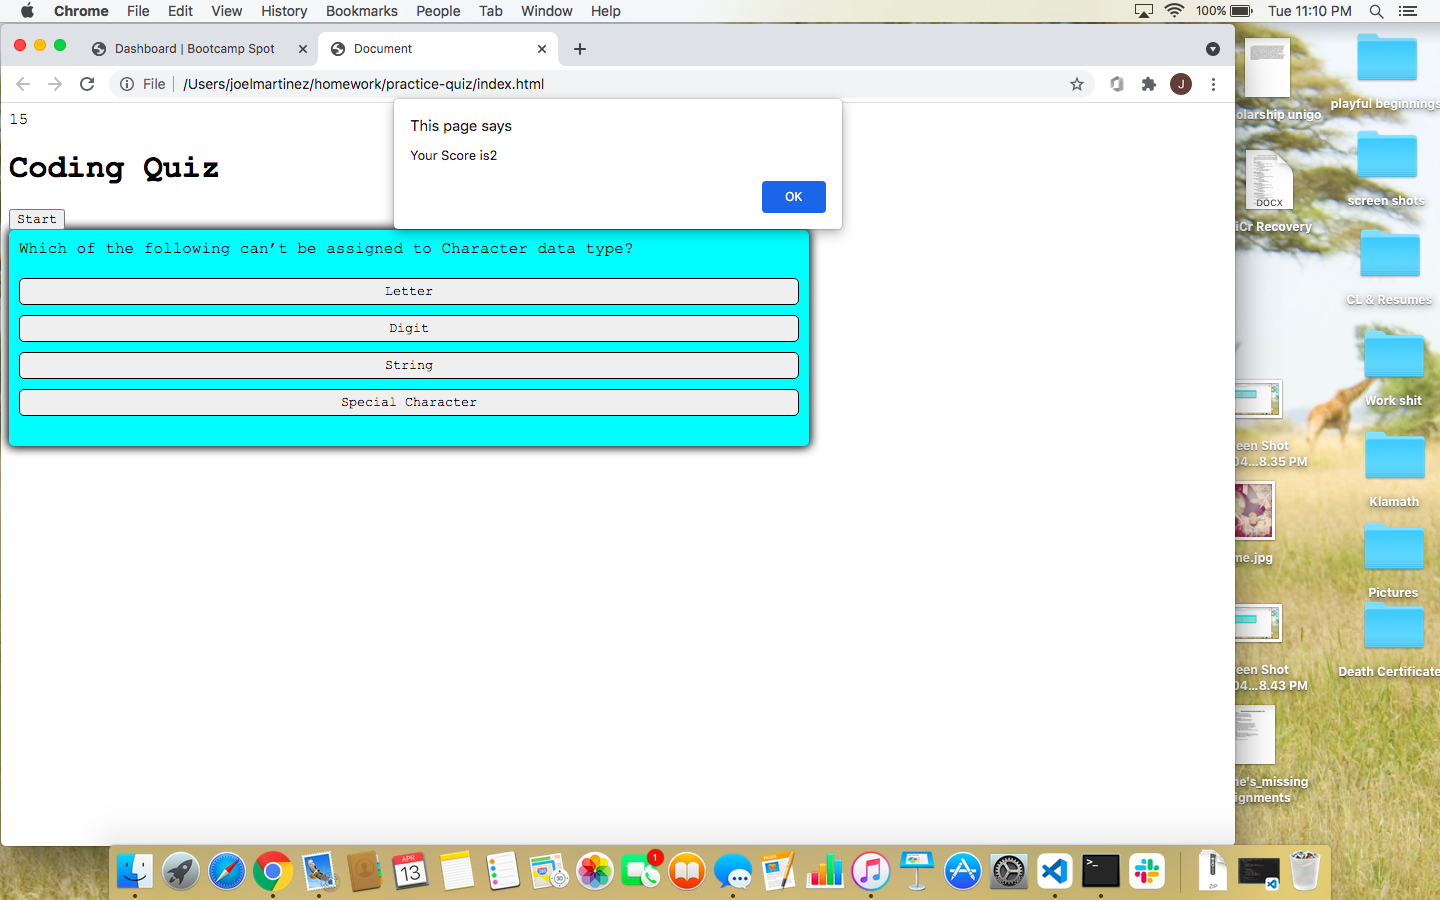 Chrome File Edit View History Bookmarks People Tab Window Help
100% Tue 11:10 PM
Dashboard | Bootcamp Spot
Document
File /Users/joelmartinez/homework/practice-quiz/index.html
J
15
This page says
Your Score is2
OK
Coding Quiz
Start
Which of the following can’t be assigned to Character data type?
Letter
Digit
String
Special Character
olarship unigo
playful beginnings
DOCX
iCr Recovery
screen shots
CL & Resumes
Work shit
een Shot
04...8.35 PM
Klamath
me.jpg
Pictures
een Shot
04...8.43 PM
Death Certificate
ne's_missing
ignments
APR
13
1
PAGES
>_
ZIP